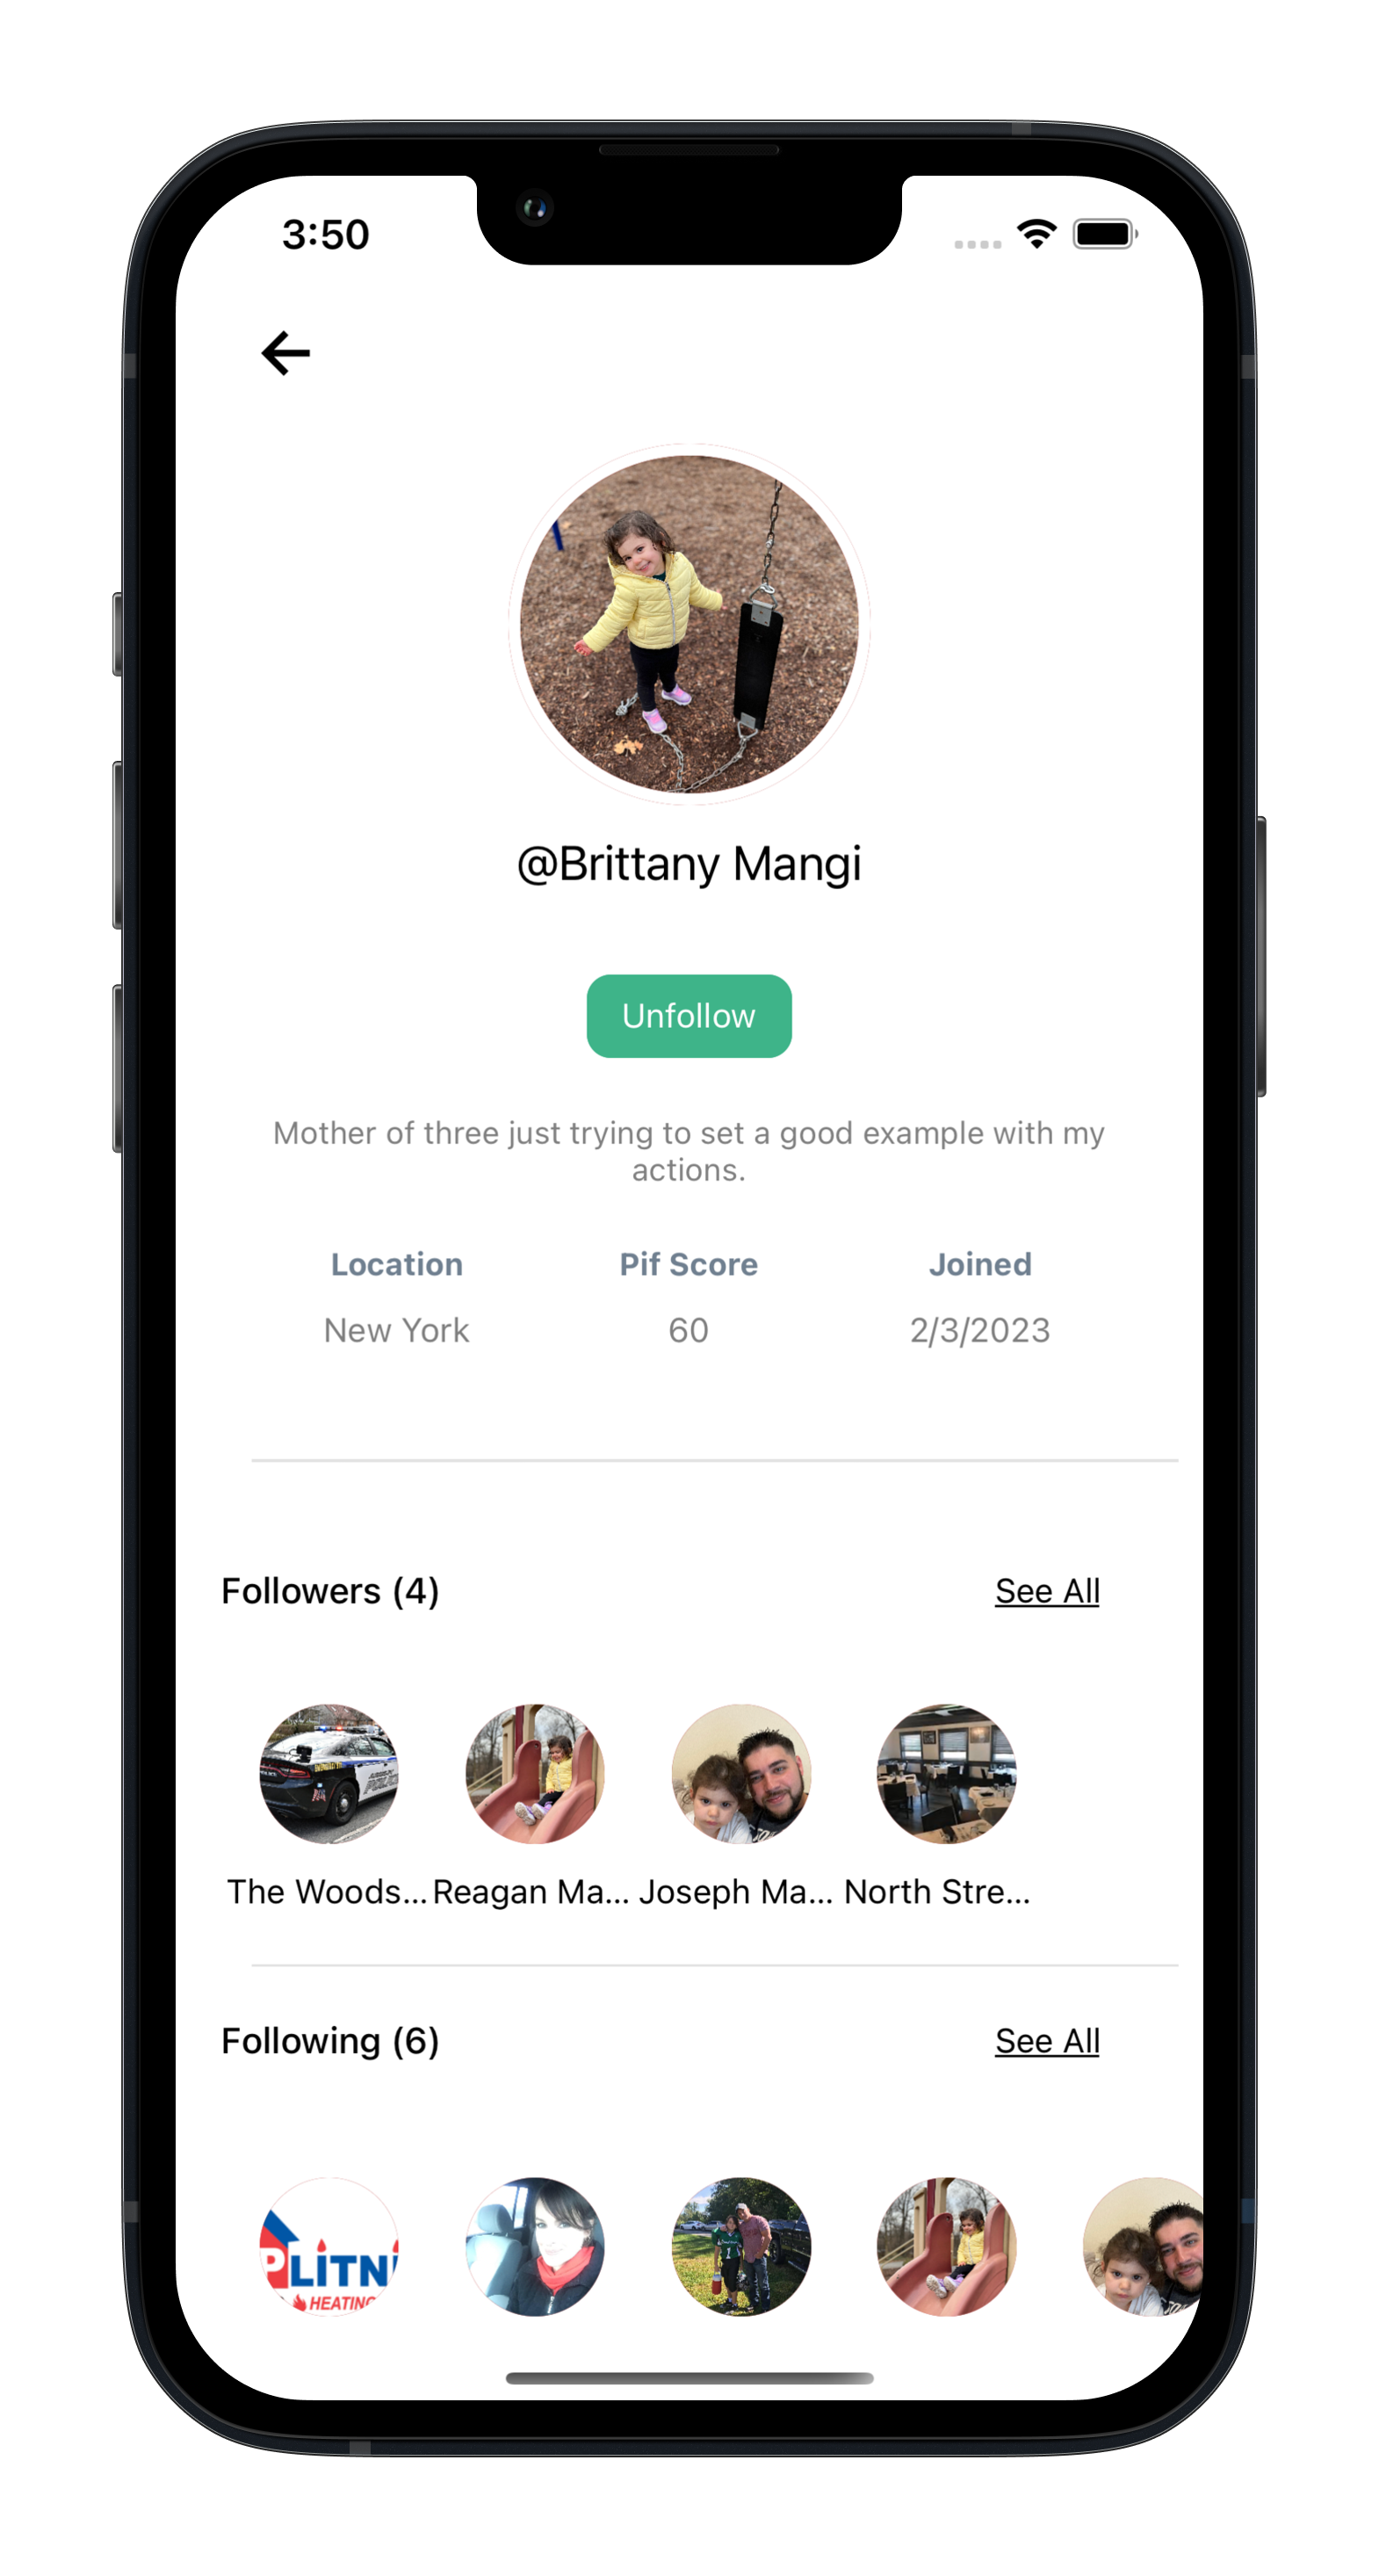 3:50
@Brittany Mangi
Unfollow
Mother of three just trying to set a good example with my
actions.
Location Pif Score Joined
New York 60 2/3/2023
Followers (4) See All
The Woods... Reagan Ma... Joseph Ma... North Stre...
Following (6) See All
PLiTNI
HEATING